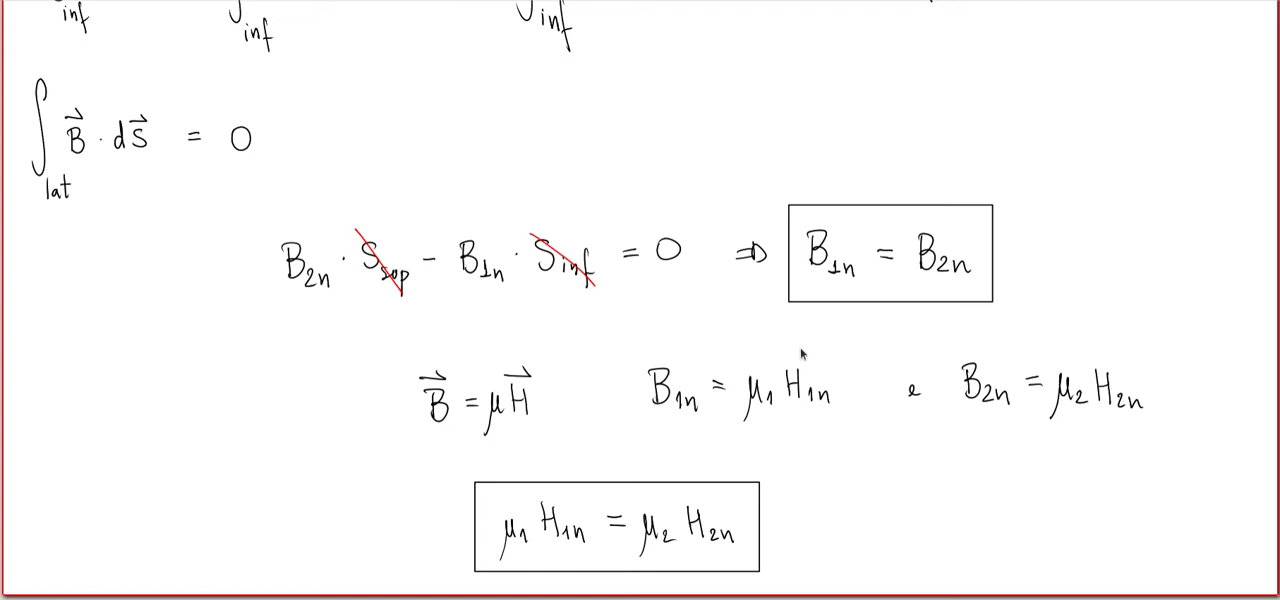 inf inf ∫inf
∫lat B⃗ · dS⃗ = 0
B₂ₙ · Ssup − B₁ₙ · Sinf = 0 ⇒ B₁ₙ = B₂ₙ
B⃗ = μH⃗ B₁ₙ = μ₁ H₁ₙ e B₂ₙ = μ₂ H₂ₙ
μ₁ H₁ₙ = μ₂ H₂ₙ